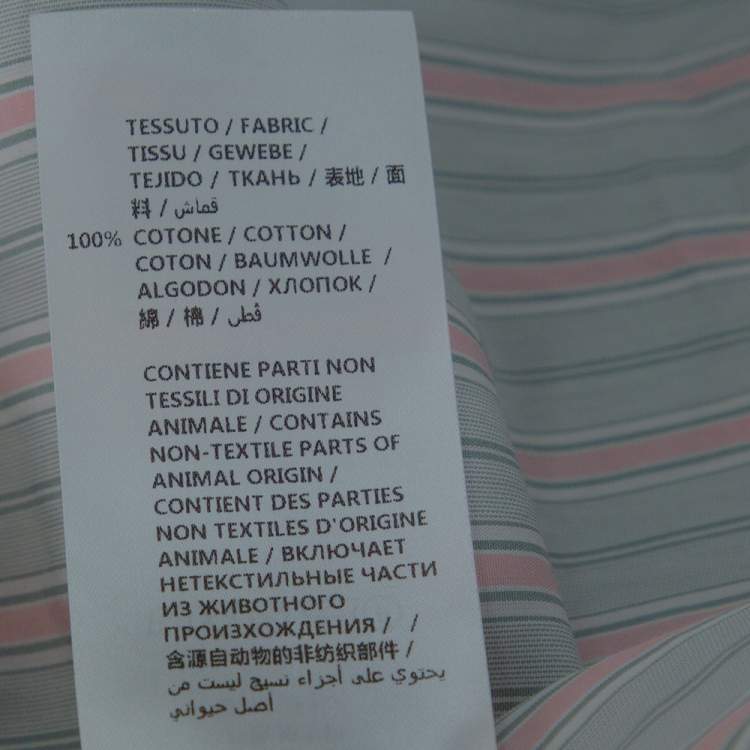 TESSUTO / FABRIC /
TISSU / GEWEBE /
TEJIDO / ТКАНЬ / 表地 / 面
料 / قماش
100% COTONE / COTTON /
COTON / BAUMWOLLE /
ALGODON / ХЛОПОК /
綿 / 棉 / قطن
CONTIENE PARTI NON
TESSILI DI ORIGINE
ANIMALE / CONTAINS
NON-TEXTILE PARTS OF
ANIMAL ORIGIN /
CONTIENT DES PARTIES
NON TEXTILES D'ORIGINE
ANIMALE / ВКЛЮЧАЕТ
НЕТЕКСТИЛЬНЫЕ ЧАСТИ
ИЗ ЖИВОТНОГО
ПРОИЗХОЖДЕНИЯ / /
含源自动物的非纺织部件 /
يحتوي على أجزاء نسيج ليست من
أصل حيواني